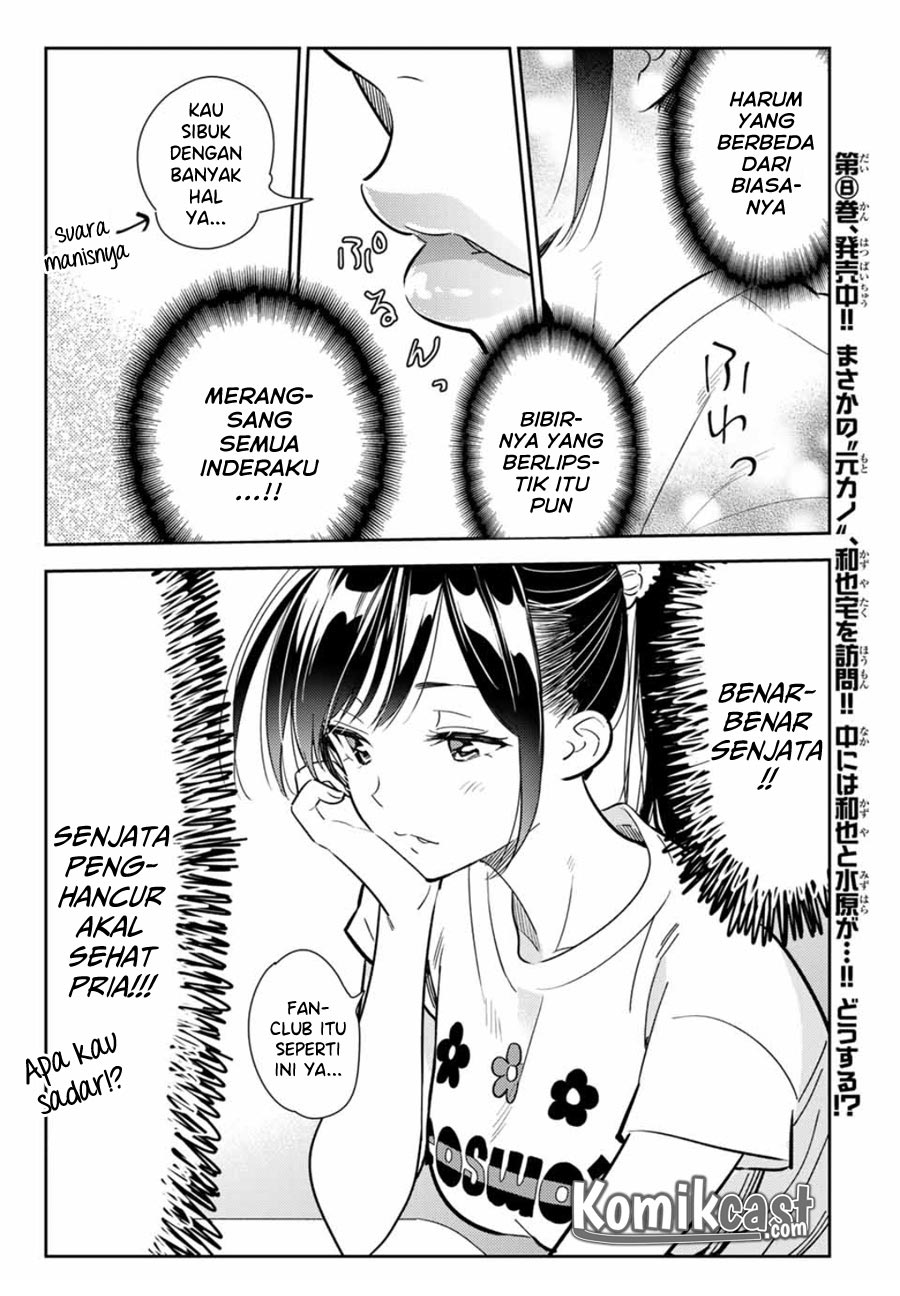 HARUM
YANG
BERBEDA
DARI
BIASA-
NYA
ふわっ
BIBIR-
NYA YANG
BERLIPS-
TIK ITU
PUN
ぷるんっ
KAU
SIBUK
DENGAN
BANYAK
HAL
YA...
suara
manisnya
MERANG-
SANG
SEMUA
INDERAKU
...!!
BENAR-
BENAR
SENJATA
!!
SENJATA
PENG-
HANCUR
AKAL
SEHAT
PRIA!!!
Apa kau
sadar!?
FAN-
CLUB ITU
SEPERTI
INI YA...
OSWO
Komikcast
.com
第⑧巻、発売中!! まさかの“元カノ”、和也宅を訪問!! 中には和也と水原が…!! どうする!?